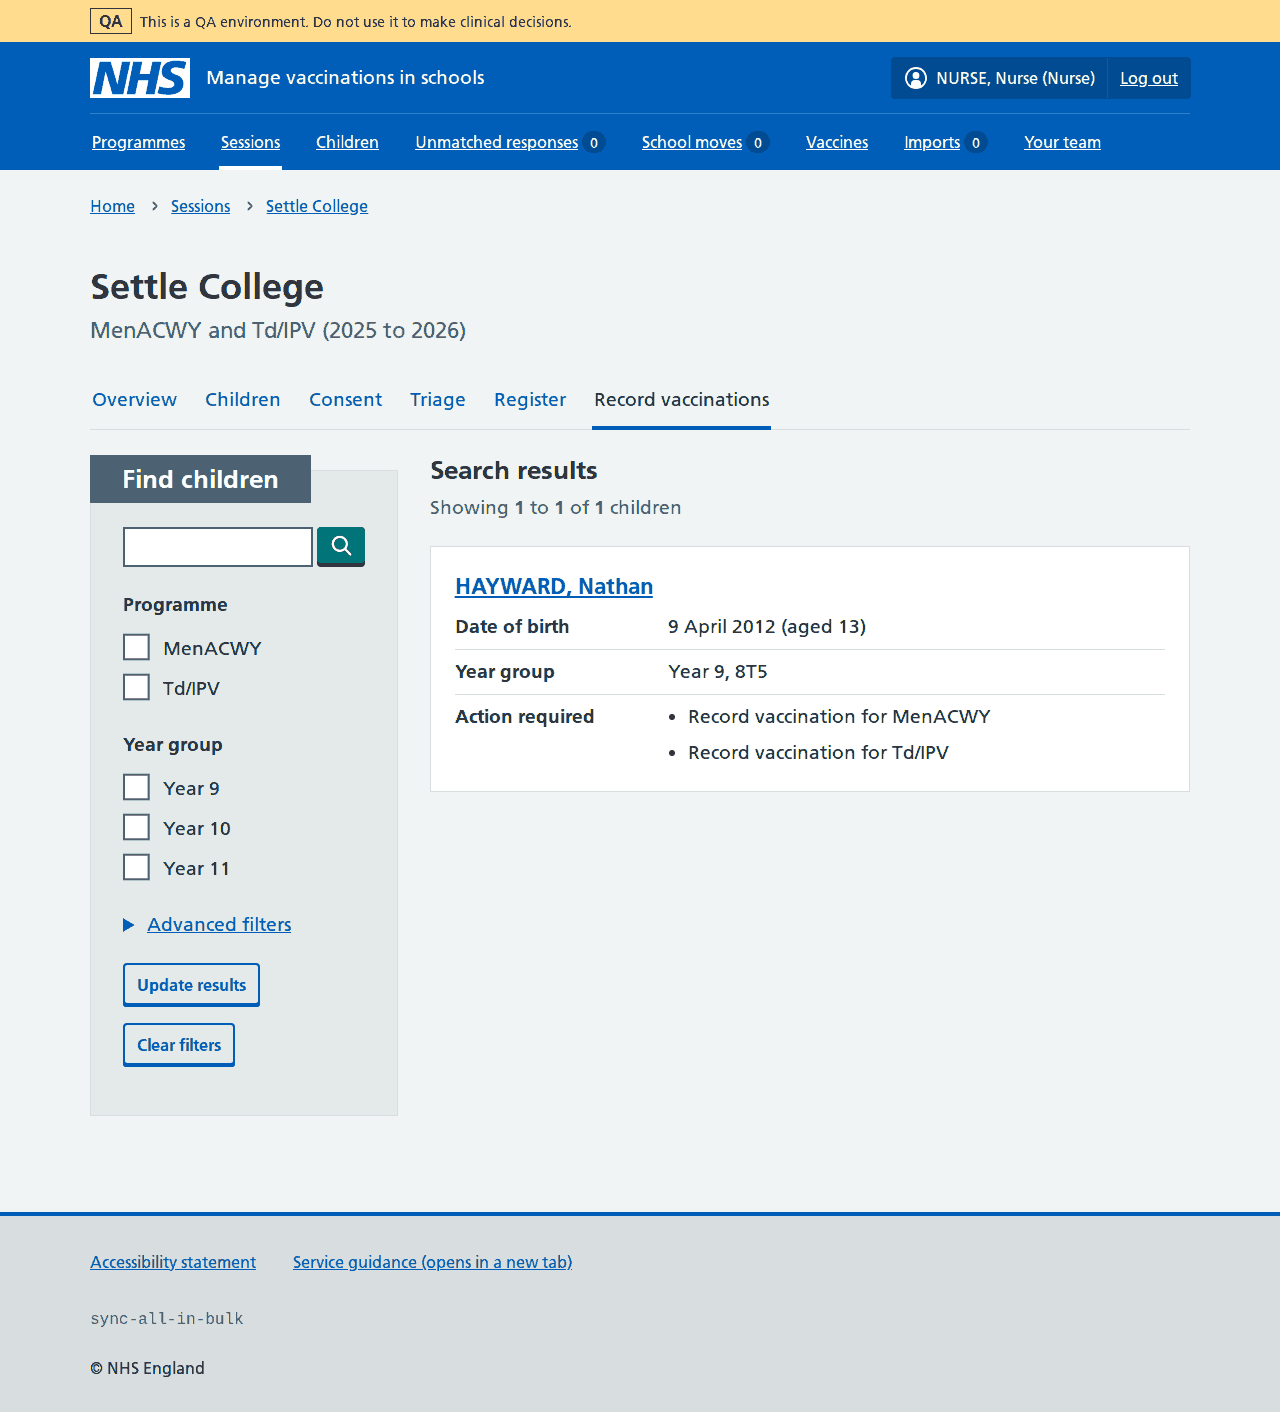 QA This is a QA environment. Do not use it to make clinical decisions.
NHS Manage vaccinations in schools NURSE, Nurse (Nurse) Log out
Programmes Sessions Children Unmatched responses 0 School moves 0 Vaccines Imports 0 Your team
Home Sessions Settle College
Settle College
MenACWY and Td/IPV (2025 to 2026)
Overview Children Consent Triage Register Record vaccinations
Find children
Programme
MenACWY
Td/IPV
Year group
Year 9
Year 10
Year 11
Advanced filters
Update results
Clear filters
Search results
Showing 1 to 1 of 1 children
HAYWARD, Nathan
Date of birth 9 April 2012 (aged 13)
Year group Year 9, 8T5
Action required • Record vaccination for MenACWY
• Record vaccination for Td/IPV
Accessibility statement Service guidance (opens in a new tab)
sync-all-in-bulk
© NHS England